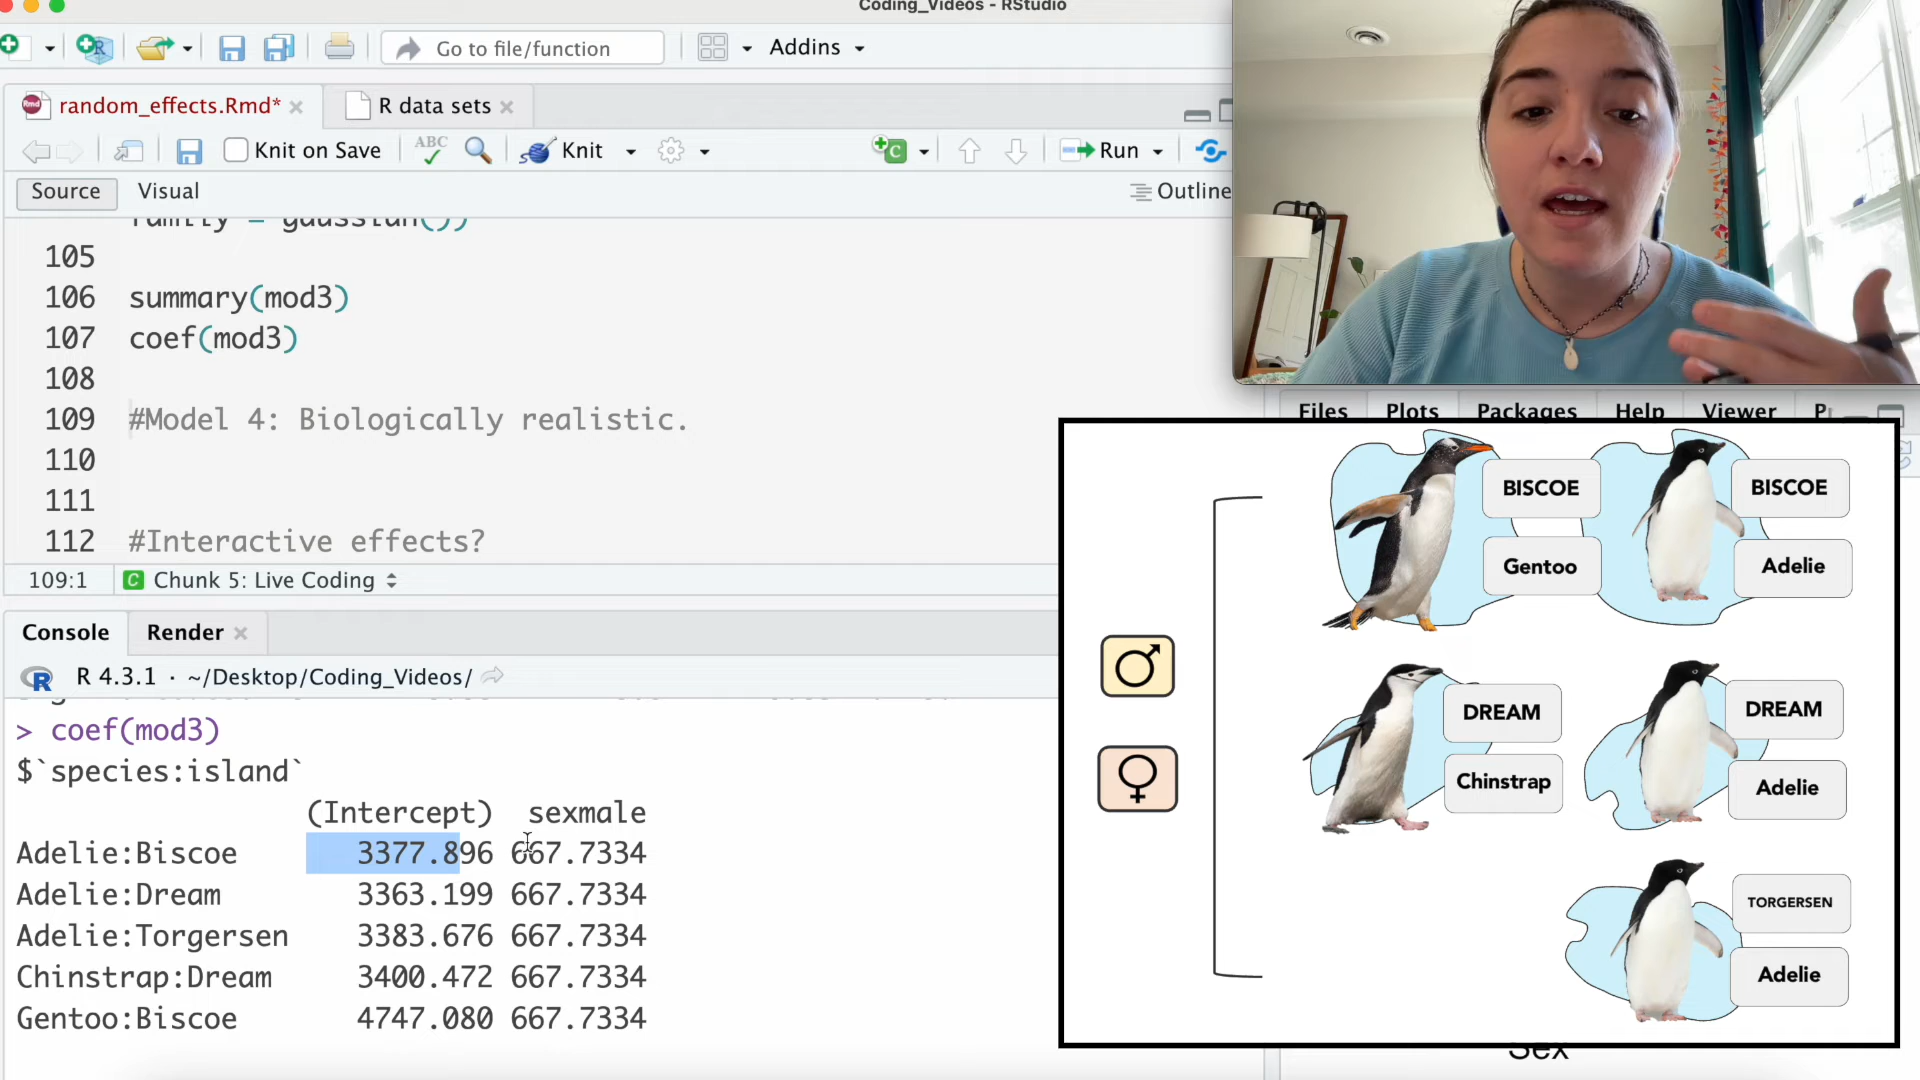 Coding_Videos - RStudio
Go to file/function
Addins
random_effects.Rmd*
R data sets
Knit on Save
ABC
Knit
Run
Source
Visual
Outline
family = gaussian())
105
106 summary(mod3)
107 coef(mod3)
108
109 #Model 4: Biologically realistic.
110
111
112 #Interactive effects?
109:1
C Chunk 5: Live Coding
Console
Render
R 4.3.1 · ~/Desktop/Coding_Videos/
> coef(mod3)
$`species:island`
(Intercept) sexmale
Adelie:Biscoe 3377.896 667.7334
Adelie:Dream 3363.199 667.7334
Adelie:Torgersen 3383.676 667.7334
Chinstrap:Dream 3400.472 667.7334
Gentoo:Biscoe 4747.080 667.7334
Files
Plots
Packages
Help
Viewer
BISCOE
Gentoo
BISCOE
Adelie
DREAM
Chinstrap
DREAM
Adelie
TORGERSEN
Adelie
Sex